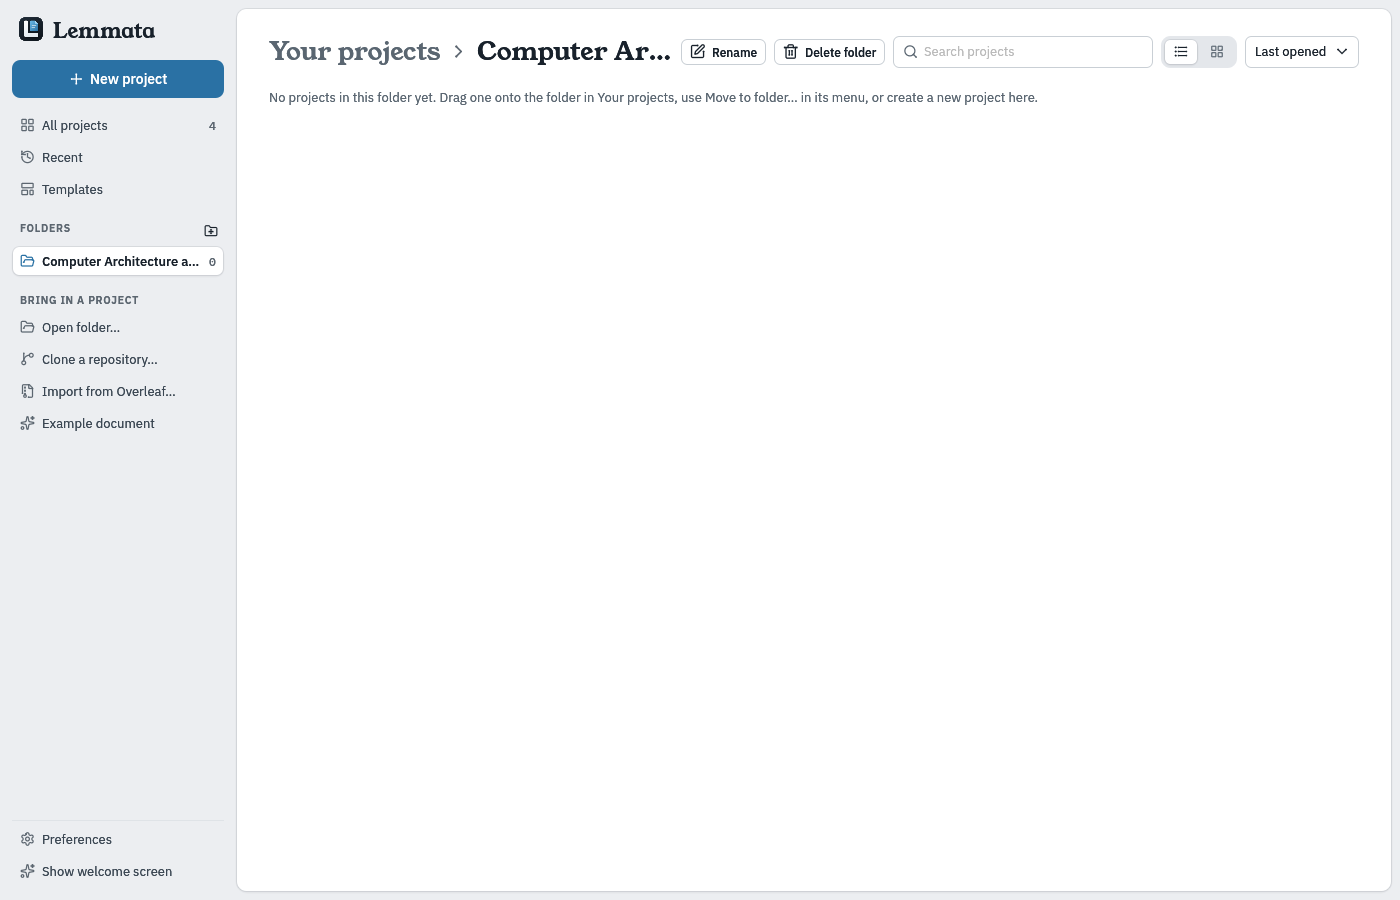 Lemmata
New project
All projects 4
Recent
Templates
FOLDERS
Computer Architecture a... 0
BRING IN A PROJECT
Open folder...
Clone a repository...
Import from Overleaf...
Example document
Preferences
Show welcome screen
Your projects > Computer Ar... Rename Delete folder Search projects Last opened
No projects in this folder yet. Drag one onto the folder in Your projects, use Move to folder... in its menu, or create a new project here.